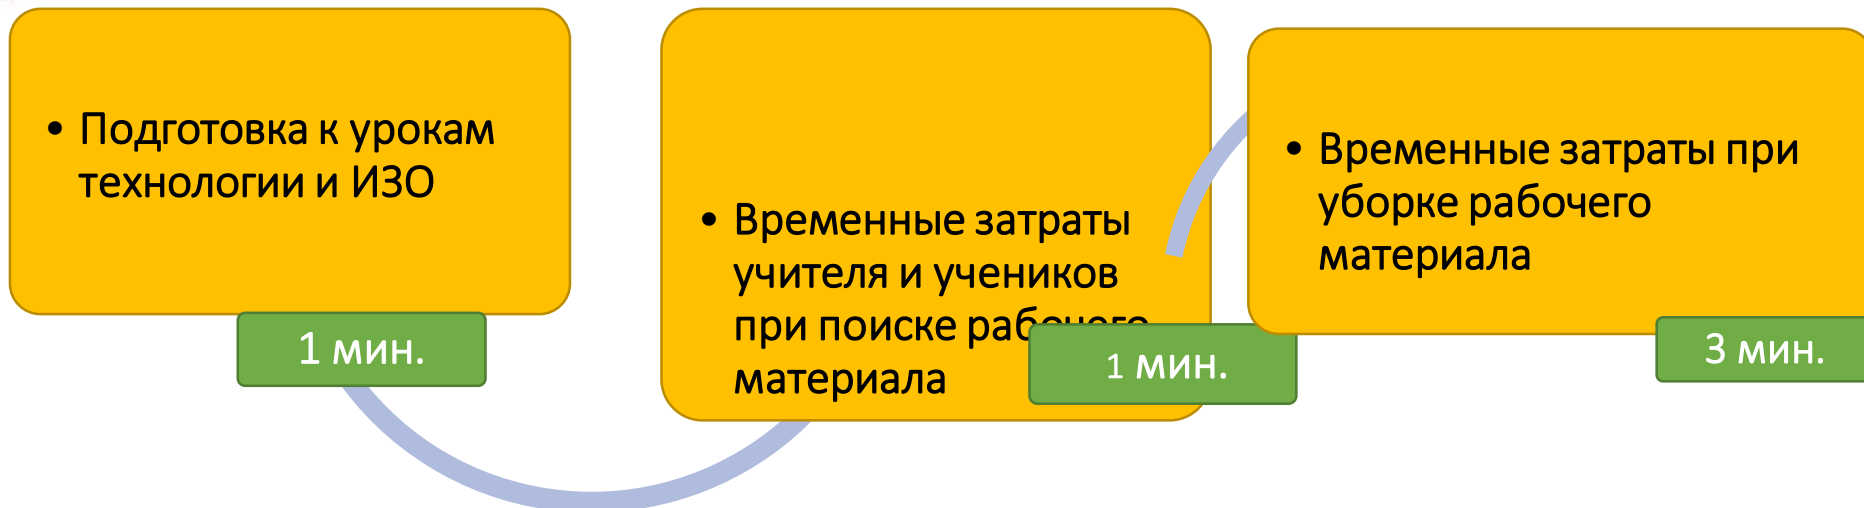 • Подготовка к урокам
технологии и ИЗО
1 мин.
• Временные затраты
учителя и учеников
при поиске рабочего
материала
1 мин.
• Временные затраты при
уборке рабочего
материала
3 мин.